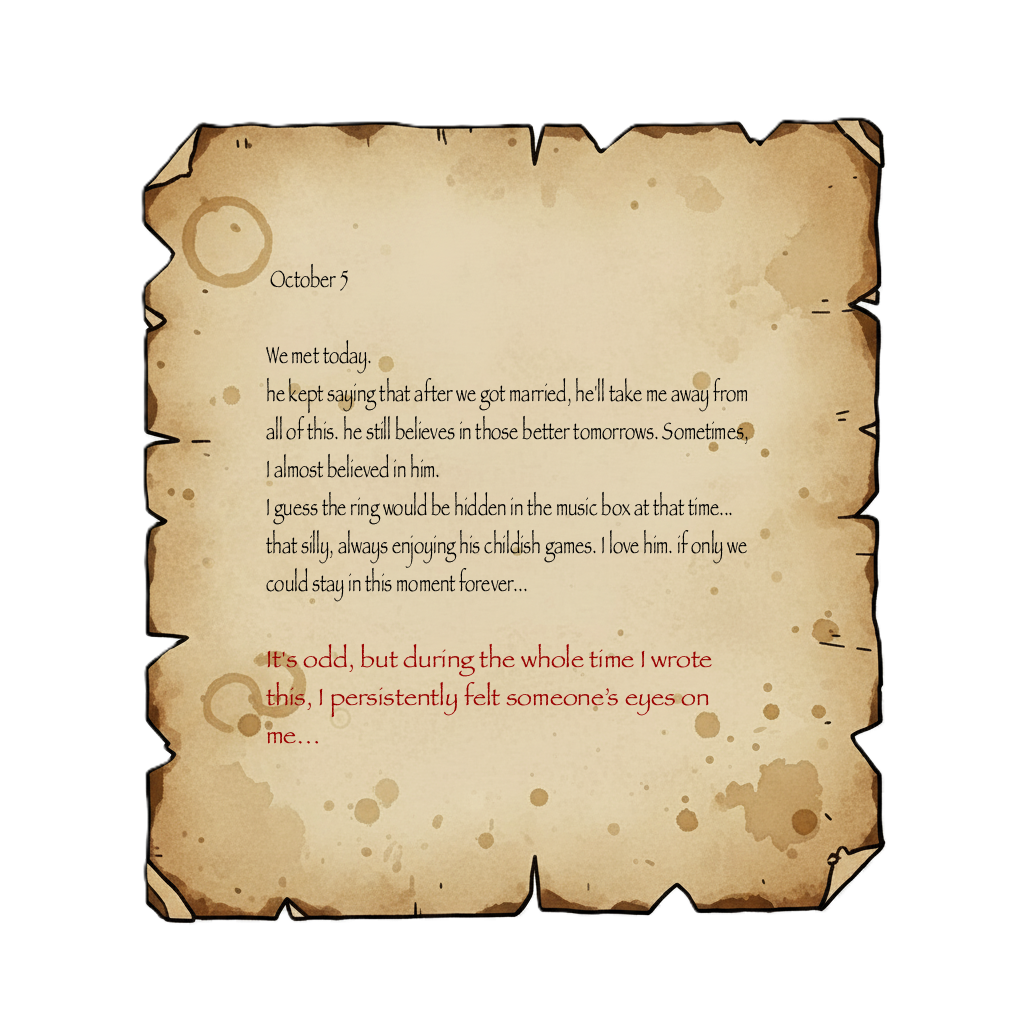 October 5
We met today.
he kept saying that after we got married, he'll take me away from
all of this. he still believes in those better tomorrows. Sometimes,
I almost believed in him.
I guess the ring would be hidden in the music box at that time...
that silly, always enjoying his childish games. I love him. if only we
could stay in this moment forever...
It's odd, but during the whole time I wrote
this, I persistently felt someone’s eyes on
me...